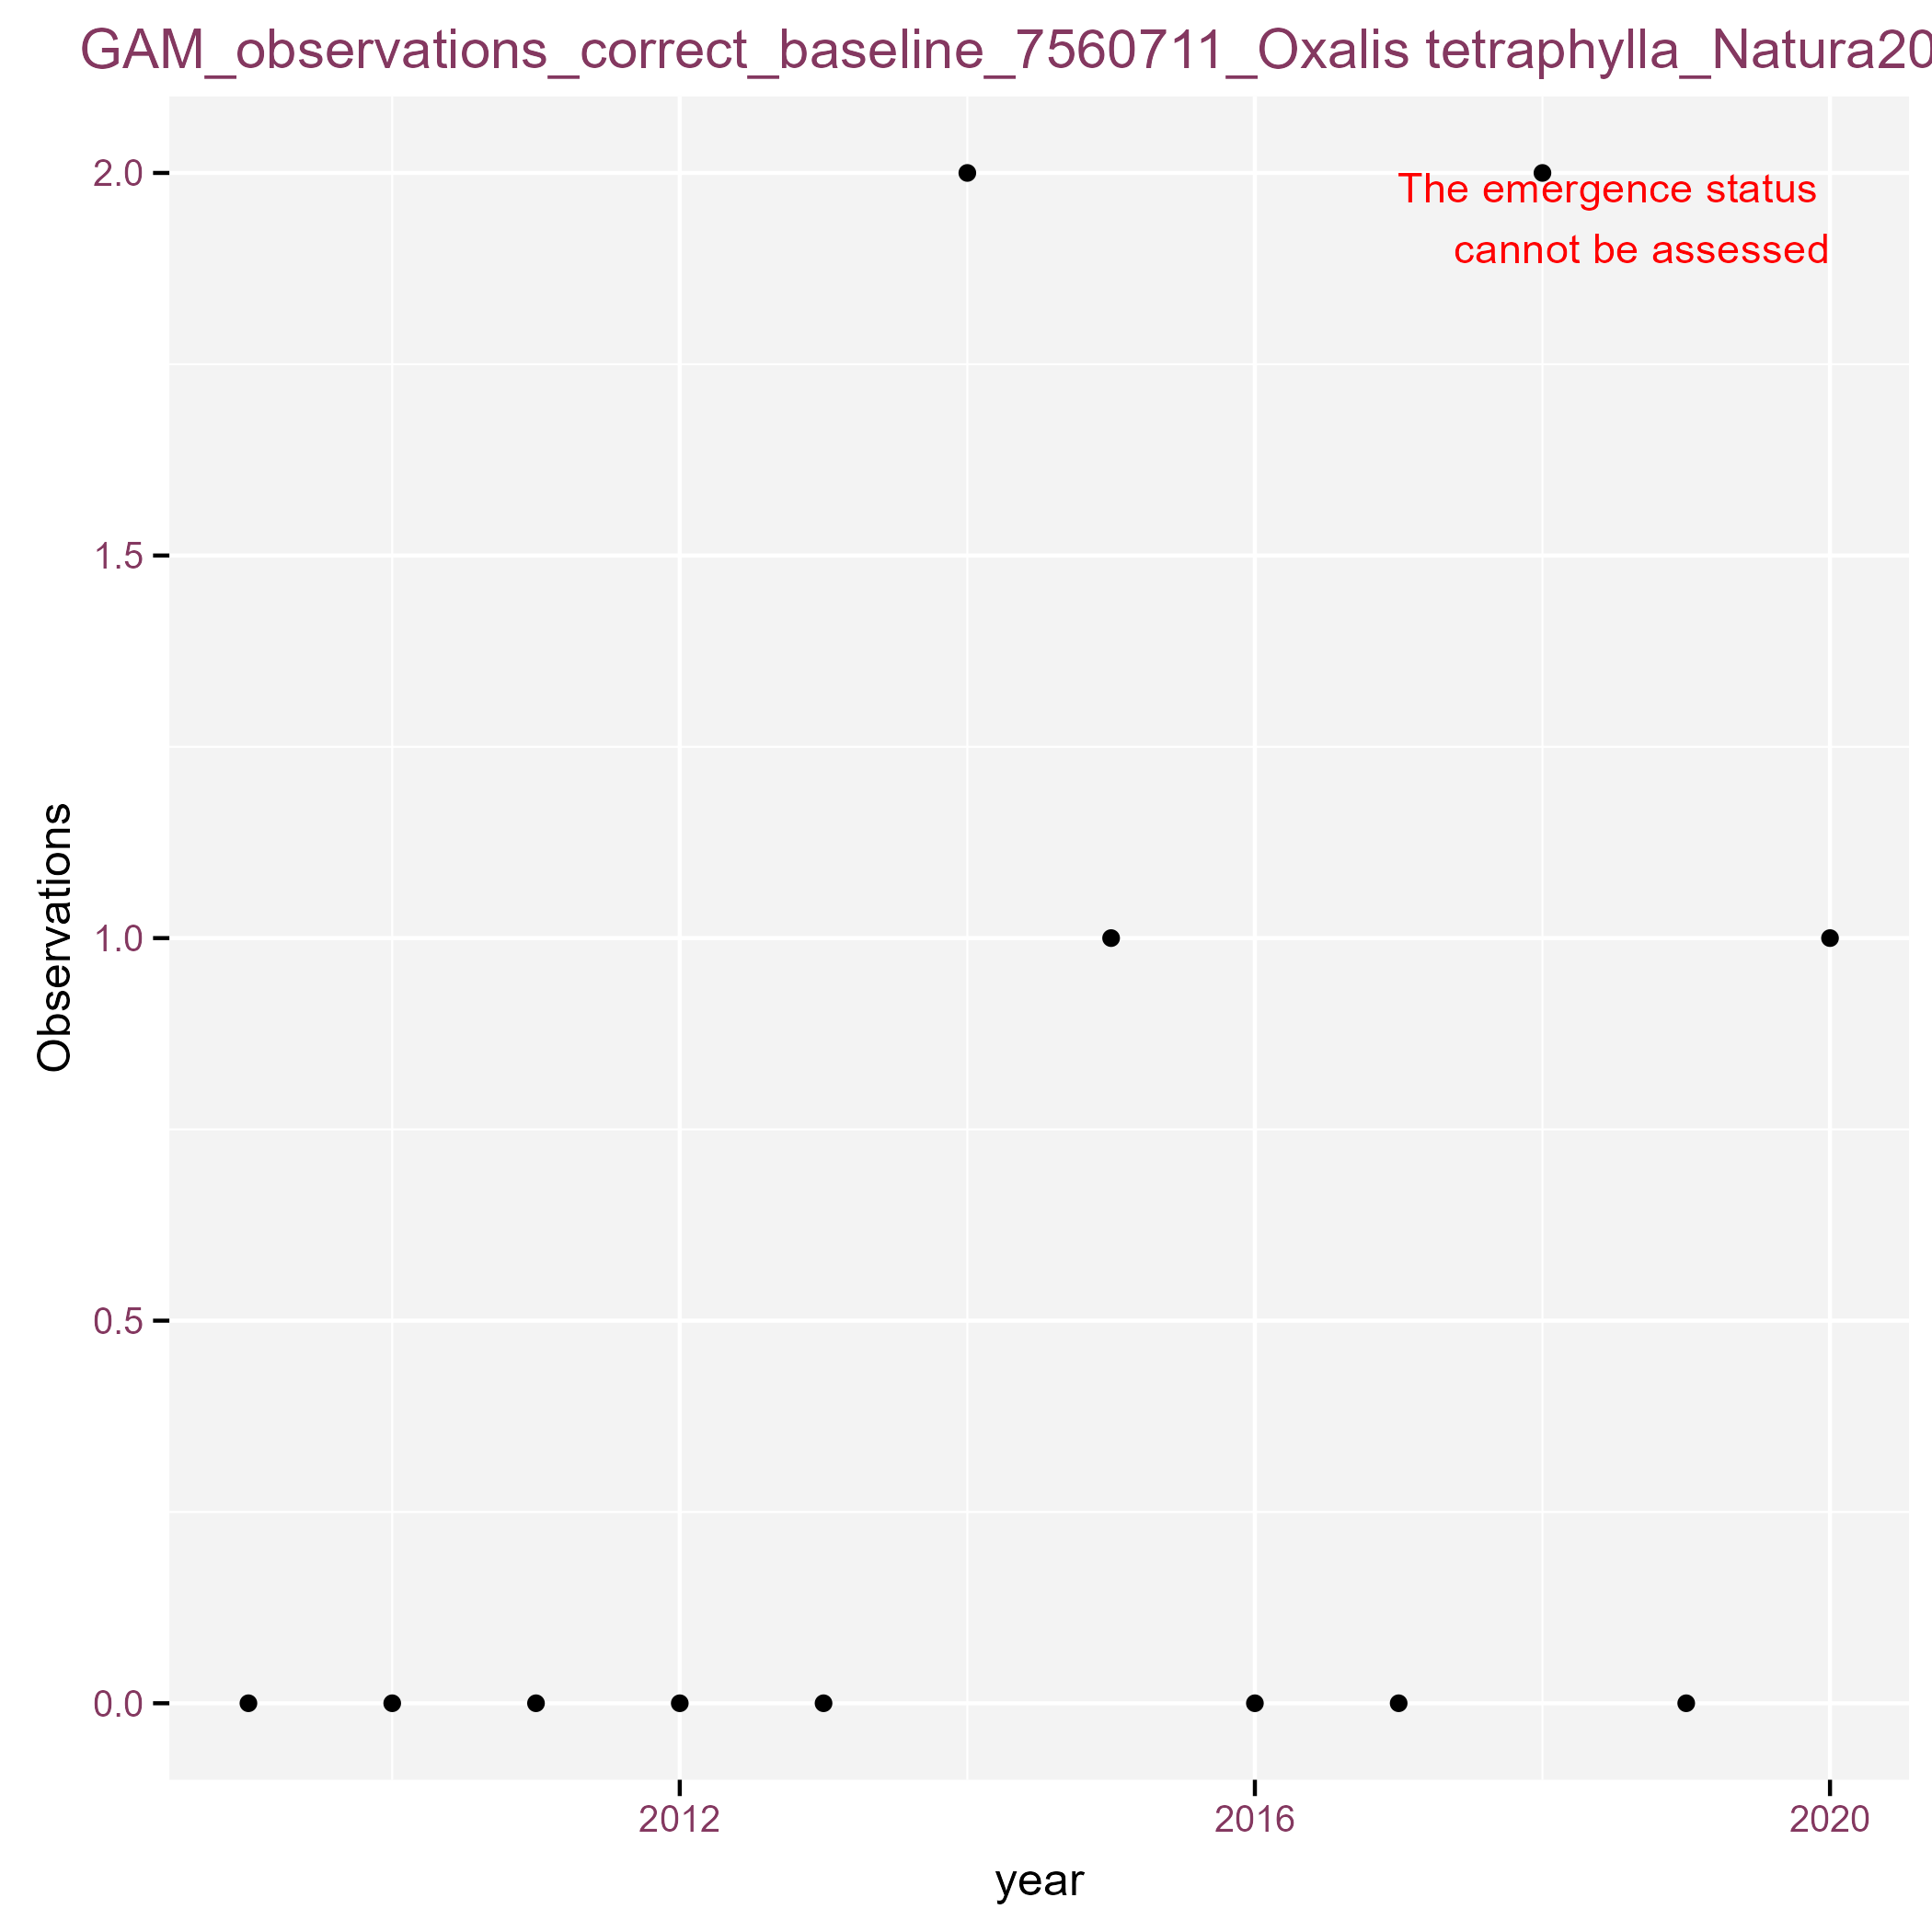 GAM_observations_correct_baseline_7560711_Oxalis tetraphylla_Natura20
2.0
The emergence status
cannot be assessed
1.5
1.0
0.5
0.0
Observations
2012 2016 2020
year